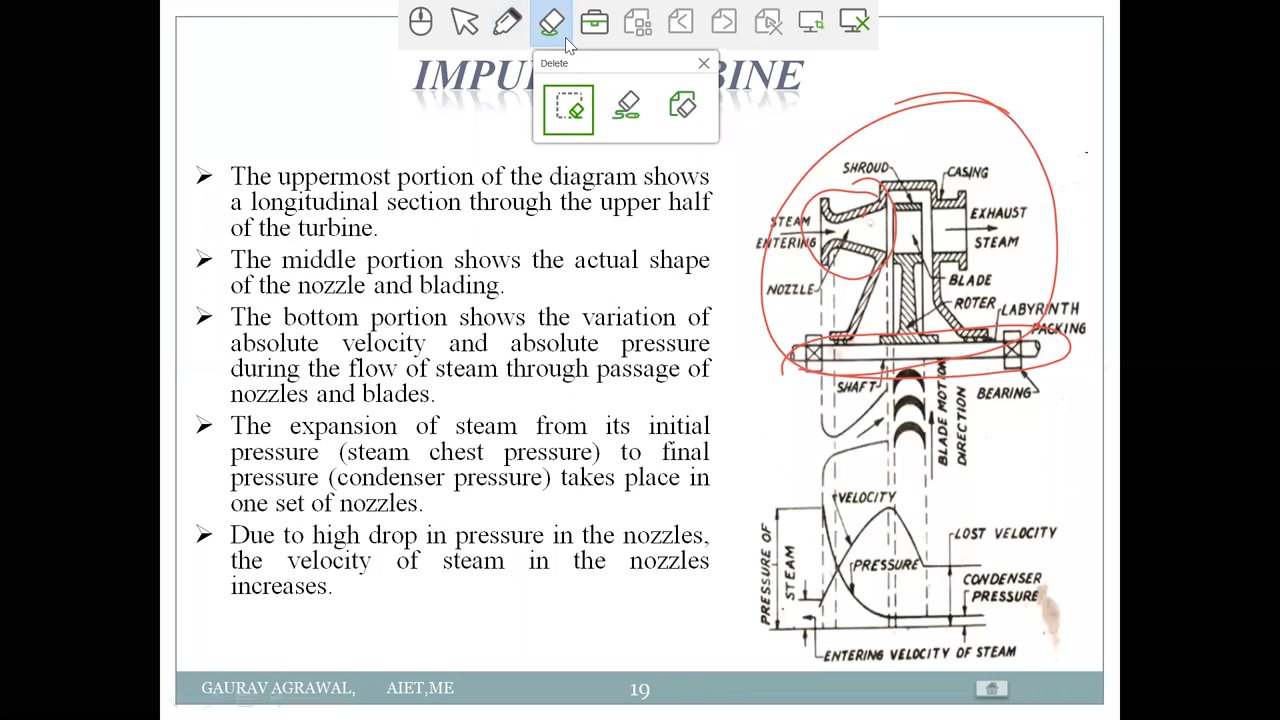 Delete
IMPU BINE
➢ The uppermost portion of the diagram shows
a longitudinal section through the upper half
of the turbine.
➢ The middle portion shows the actual shape
of the nozzle and blading.
➢ The bottom portion shows the variation of
absolute velocity and absolute pressure
during the flow of steam through passage of
nozzles and blades.
➢ The expansion of steam from its initial
pressure (steam chest pressure) to final
pressure (condenser pressure) takes place in
one set of nozzles.
➢ Due to high drop in pressure in the nozzles,
the velocity of steam in the nozzles
increases.
SHROUD
CASING
STEAM
ENTERING
EXHAUST
STEAM
NOZZLE
BLADE
ROTER
LABYRINTH
PACKING
SHAFT
BEARING
BLADE MOTION
DIRECTION
VELOCITY
LOST VELOCITY
PRESSURE
CONDENSER
PRESSURE
PRESSURE OF
STEAM
ENTERING VELOCITY OF STEAM
GAURAV AGRAWAL, AIET,ME
19